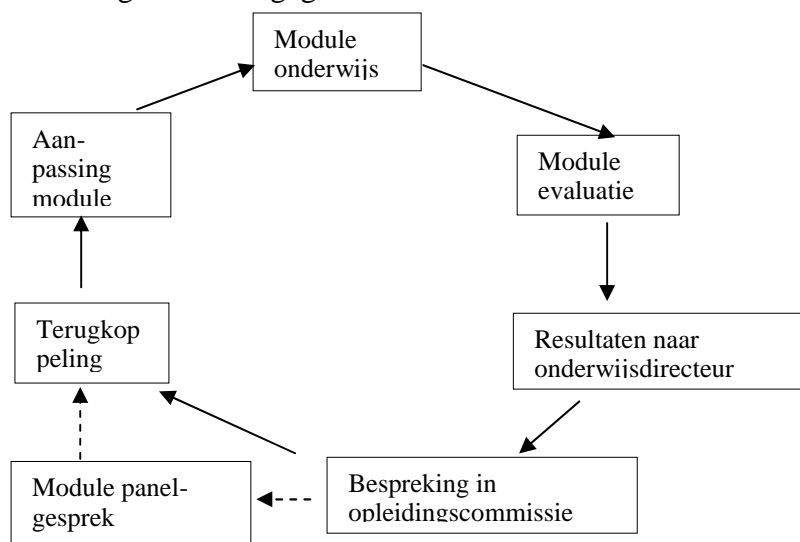 Module
onderwijs
Aan-
passing
module
Module
evaluatie
Terugkop
peling
Resultaten naar
onderwijsdirecteur
Module panel-
gesprek
Bespreking in
opleidingscommissie